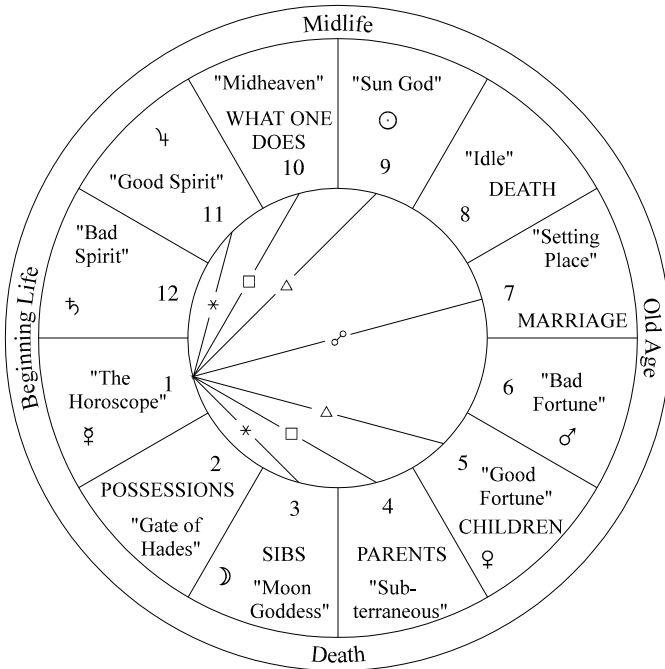 Midlife
"Midheaven"
WHAT ONE
DOES
10
"Sun God"
☉
9
♃
"Good Spirit"
11
"Idle"
DEATH
8
"Bad
Spirit"
♄
12
"Setting
Place"
7
MARRIAGE
Beginning Life
Old Age
"The
Horoscope"
1
☿
6
"Bad
Fortune"
♂
2
POSSESSIONS
"Gate of
Hades"
5
"Good
Fortune"
CHILDREN
♀
3
SIBS
☽
"Moon
Goddess"
4
PARENTS
"Sub-
terraneous"
Death